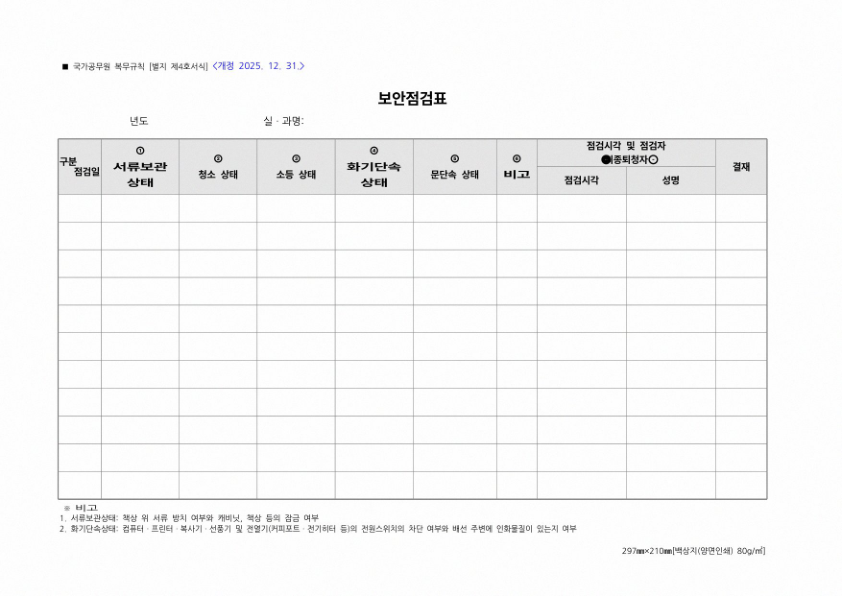 ■ 국가공무원 복무규칙 [별지 제4호서식] <개정 2025. 12. 31.>
보안점검표
년도 실ㆍ과명:
구분
점검일
①
서류보관
상태
②
청소 상태
③
소등 상태
④
화기단속
상태
⑤
문단속 상태
⑥
비고
점검시각 및 점검자
종퇴청자
점검시각
성명
결재
※ 비고
1. 서류보관상태: 책상 위 서류 방치 여부와 캐비닛, 책상 등의 잠금 여부
2. 화기단속상태: 컴퓨터ㆍ프린터ㆍ복사기ㆍ선풍기 및 전열기(커피포트ㆍ전기히터 등)의 전원스위치의 차단 여부와 배선 주변에 인화물질이 있는지 여부
297㎜×210㎜[백상지(양면인쇄) 80g/㎡]